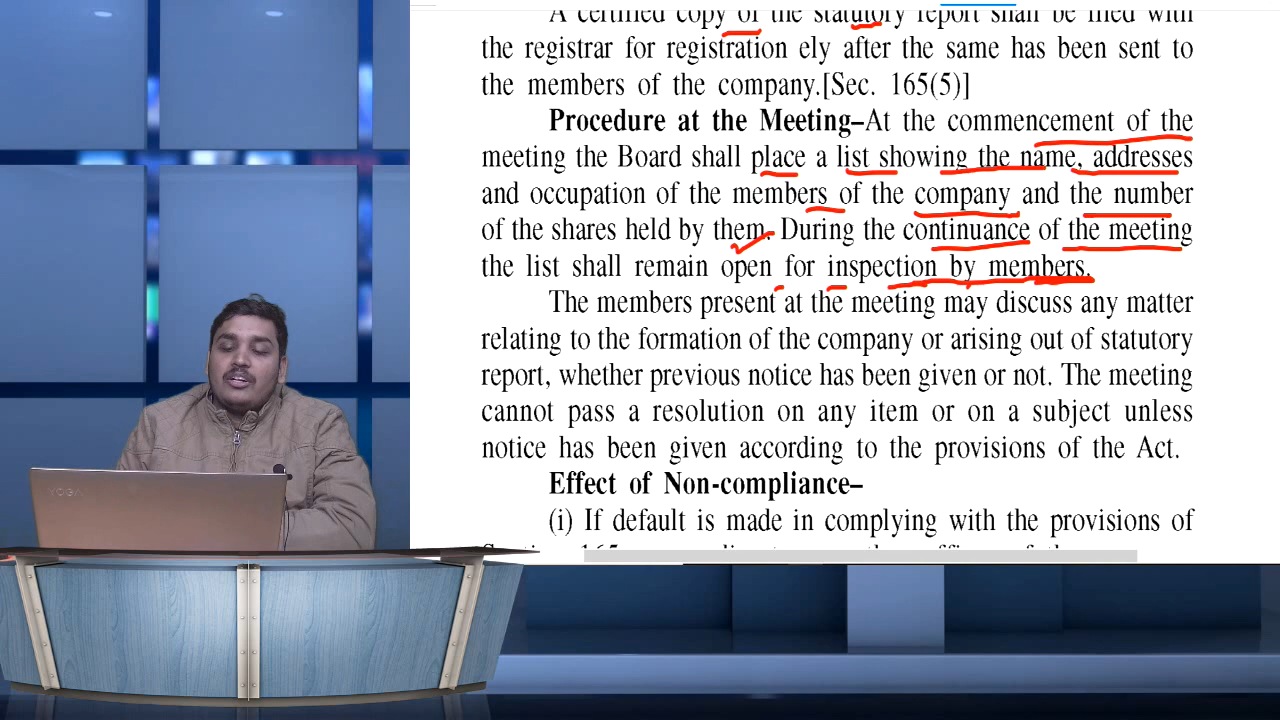 A certified copy of the statutory report shall be filed with
the registrar for registration ely after the same has been sent to
the members of the company.[Sec. 165(5)]
Procedure at the Meeting–At the commencement of the
meeting the Board shall place a list showing the name, addresses
and occupation of the members of the company and the number
of the shares held by them. During the continuance of the meeting
the list shall remain open for inspection by members.
The members present at the meeting may discuss any matter
relating to the formation of the company or arising out of statutory
report, whether previous notice has been given or not. The meeting
cannot pass a resolution on any item or on a subject unless
notice has been given according to the provisions of the Act.
Effect of Non-compliance–
(i) If default is made in complying with the provisions of
YOGA